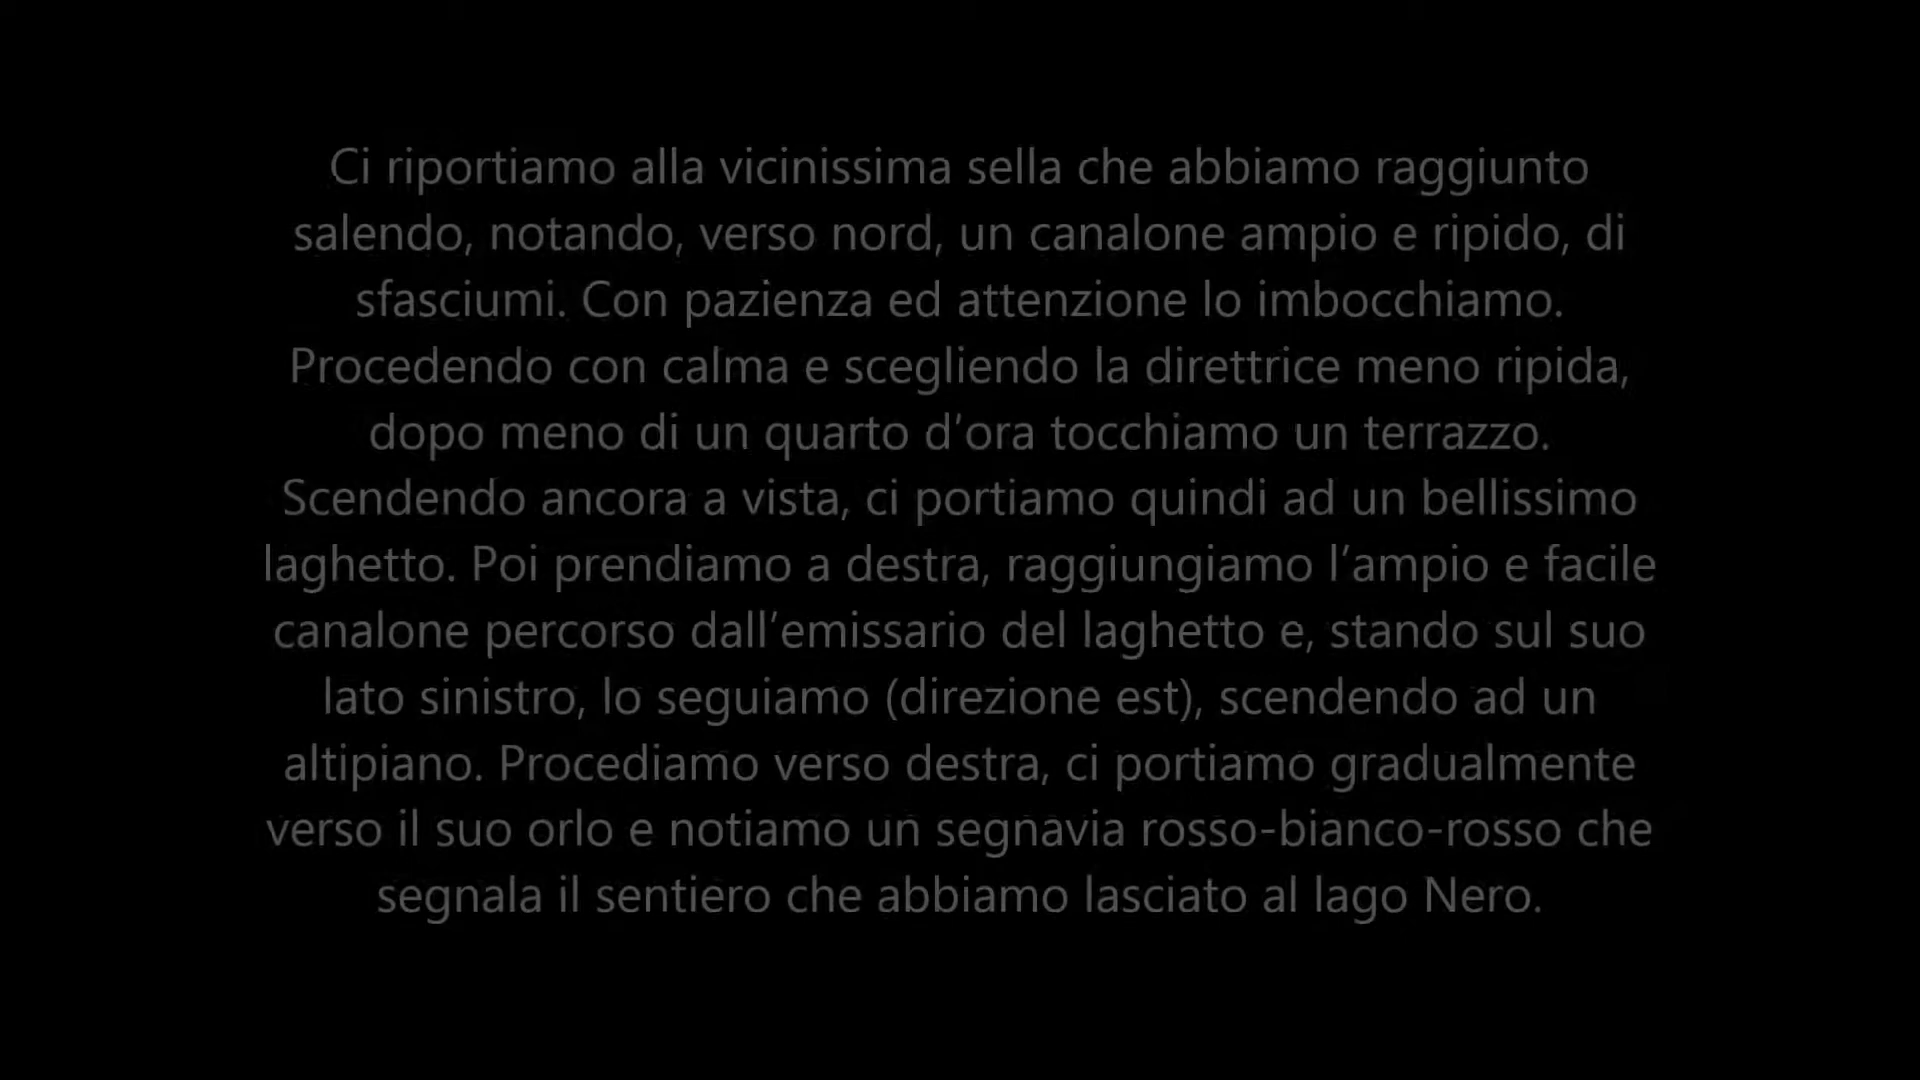 Ci riportiamo alla vicinissima sella che abbiamo raggiunto
salendo, notando, verso nord, un canalone ampio e ripido, di
sfasciumi. Con pazienza ed attenzione lo imbocchiamo.
Procedendo con calma e scegliendo la direttrice meno ripida,
dopo meno di un quarto d’ora tocchiamo un terrazzo.
Scendendo ancora a vista, ci portiamo quindi ad un bellissimo
laghetto. Poi prendiamo a destra, raggiungiamo l’ampio e facile
canalone percorso dall’emissario del laghetto e, stando sul suo
lato sinistro, lo seguiamo (direzione est), scendendo ad un
altipiano. Procediamo verso destra, ci portiamo gradualmente
verso il suo orlo e notiamo un segnavia rosso-bianco-rosso che
segnala il sentiero che abbiamo lasciato al lago Nero.